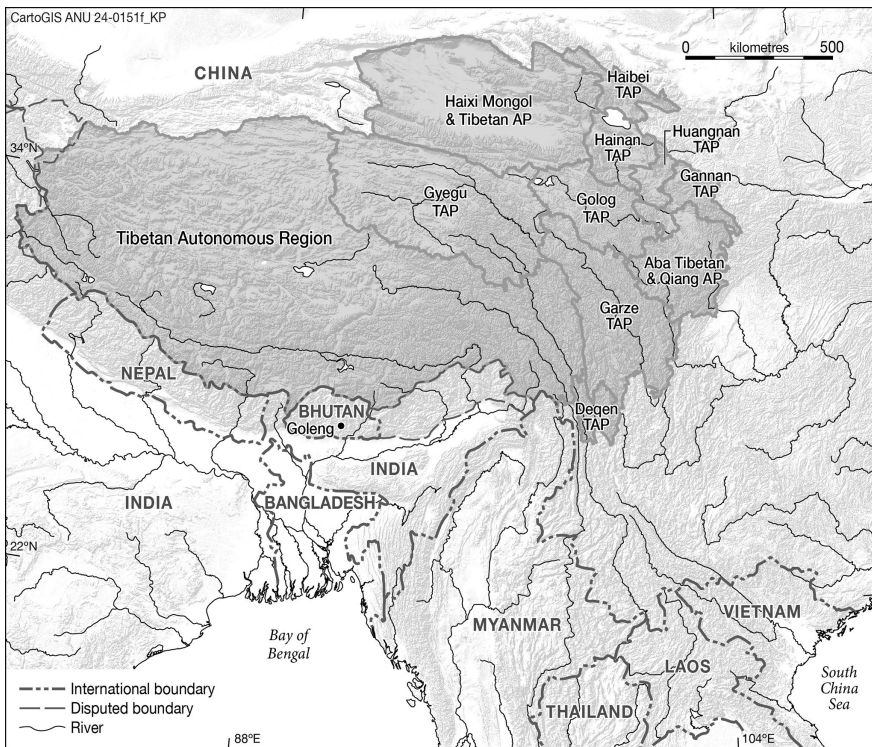 CartoGIS ANU 24-0151f_KP
0 kilometres 500
CHINA
Haibei
TAP
Haixi Mongol
& Tibetan AP
Hainan
TAP
Huangnan
TAP
34°N
Gannan
TAP
Gyegu
TAP
Golog
TAP
Tibetan Autonomous Region
Aba Tibetan
& Qiang AP
Garze
TAP
NEPAL
BHUTAN
Goleng
Deqen
TAP
INDIA
INDIA
BANGLADESH
22°N
MYANMAR
VIETNAM
Bay of
Bengal
LAOS
South
China
Sea
THAILAND
International boundary
Disputed boundary
River
88°E
104°E